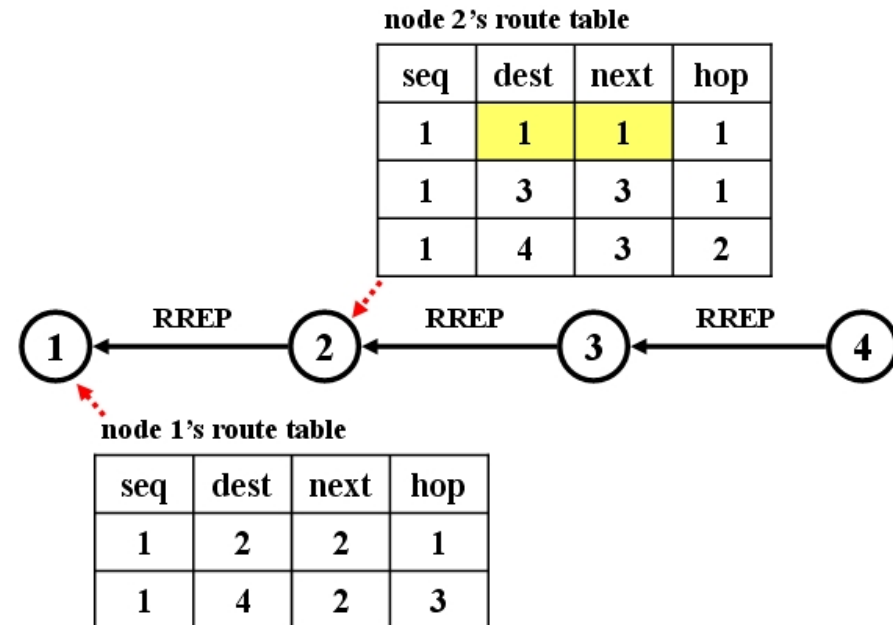 node 2’s route table
seq dest next hop
1 1 1 1
1 3 3 1
1 4 3 2
1 RREP 2 RREP 3 RREP 4
node 1’s route table
seq dest next hop
1 2 2 1
1 4 2 3